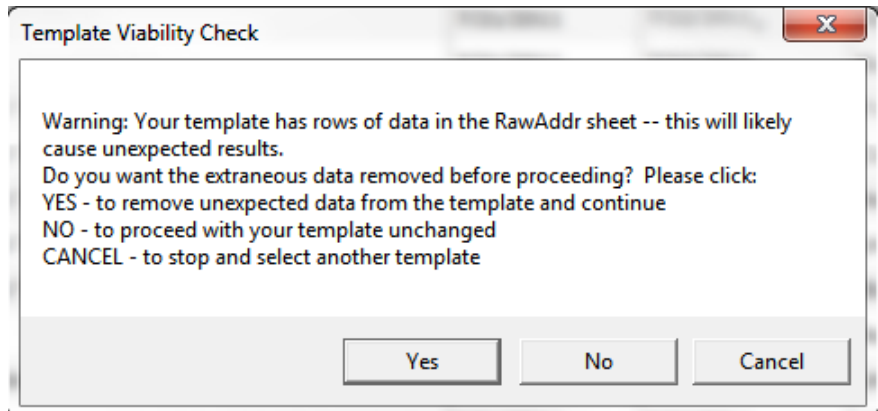 Template Viability Check
Warning: Your template has rows of data in the RawAddr sheet -- this will likely
cause unexpected results.
Do you want the extraneous data removed before proceeding?  Please click:
YES - to remove unexpected data from the template and continue
NO - to proceed with your template unchanged
CANCEL - to stop and select another template
Yes
No
Cancel